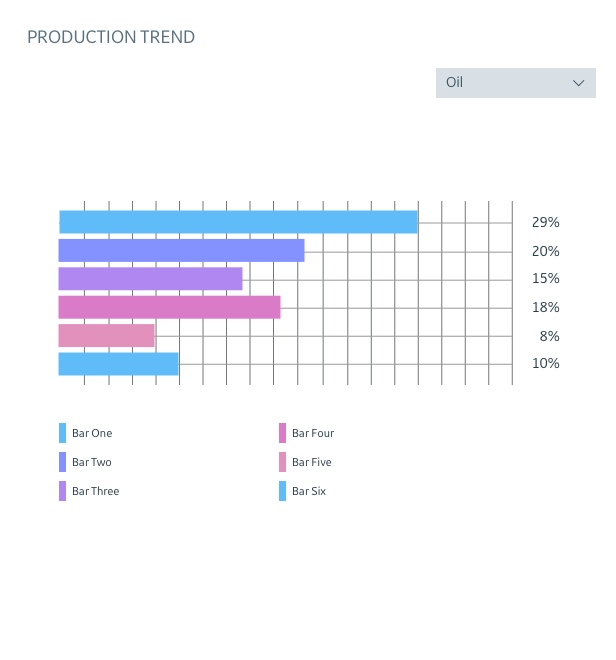 PRODUCTION TREND
Oil
29%
20%
15%
18%
8%
10%
Bar One
Bar Two
Bar Three
Bar Four
Bar Five
Bar Six